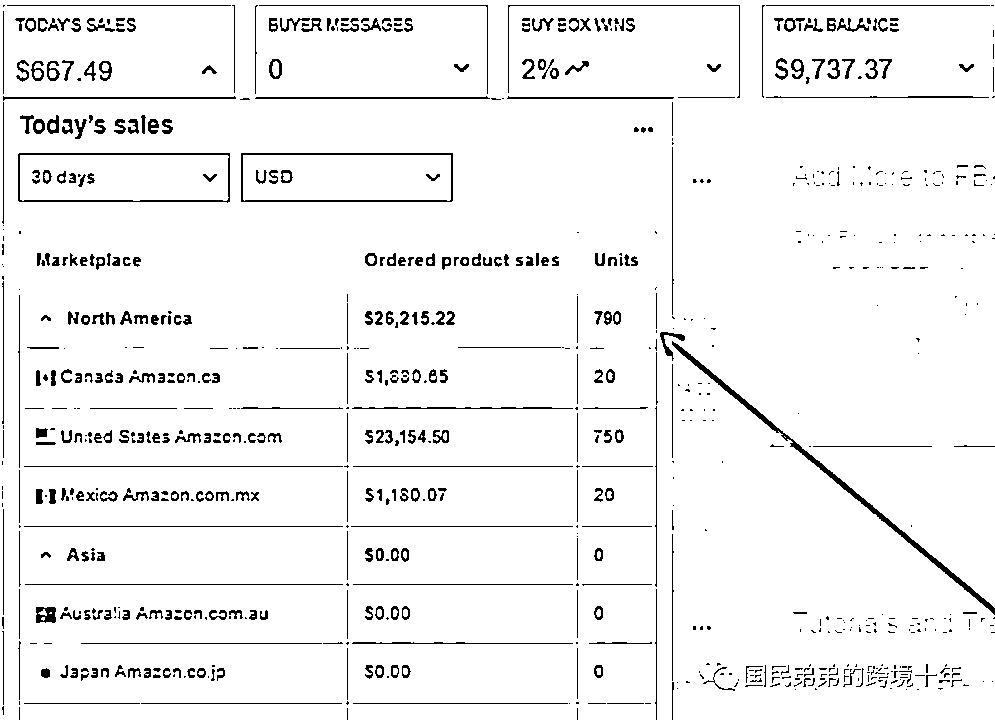 TODAY'S SALES
$667.49
BUYER MESSAGES
0
BUY BOX WINS
2%
TOTAL BALANCE
$9,737.37
Today's sales
...
30 days
USD
...
Add More to FBA
Marketplace Ordered product sales Units
North America $26,215.22 790
Canada Amazon.ca $1,880.65 20
United States Amazon.com $23,154.50 750
Mexico Amazon.com.mx $1,180.07 20
Asia $0.00 0
Australia Amazon.com.au $0.00 0
Japan Amazon.co.jp $0.00 0
...
Tutorials and Tra
国民弟弟的跨境十年